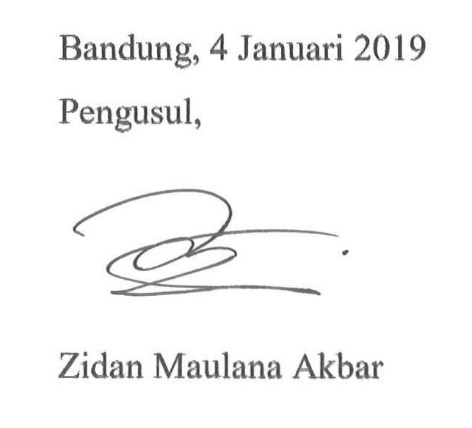 Bandung, 4 Januari 2019
Pengusul,
Zidan Maulana Akbar